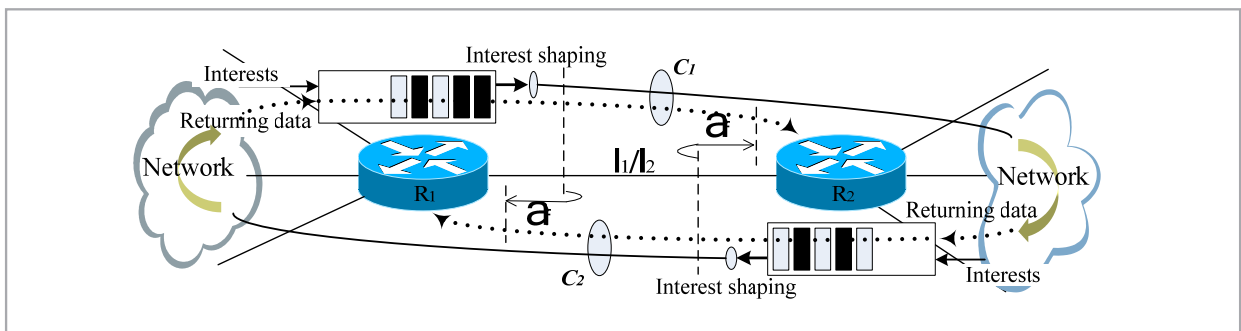 Interest shaping
C1
Interests
Returning data
a
Network
l1/l2
Network
R1
R2
a
Returning data
C2
Interest shaping
Interests